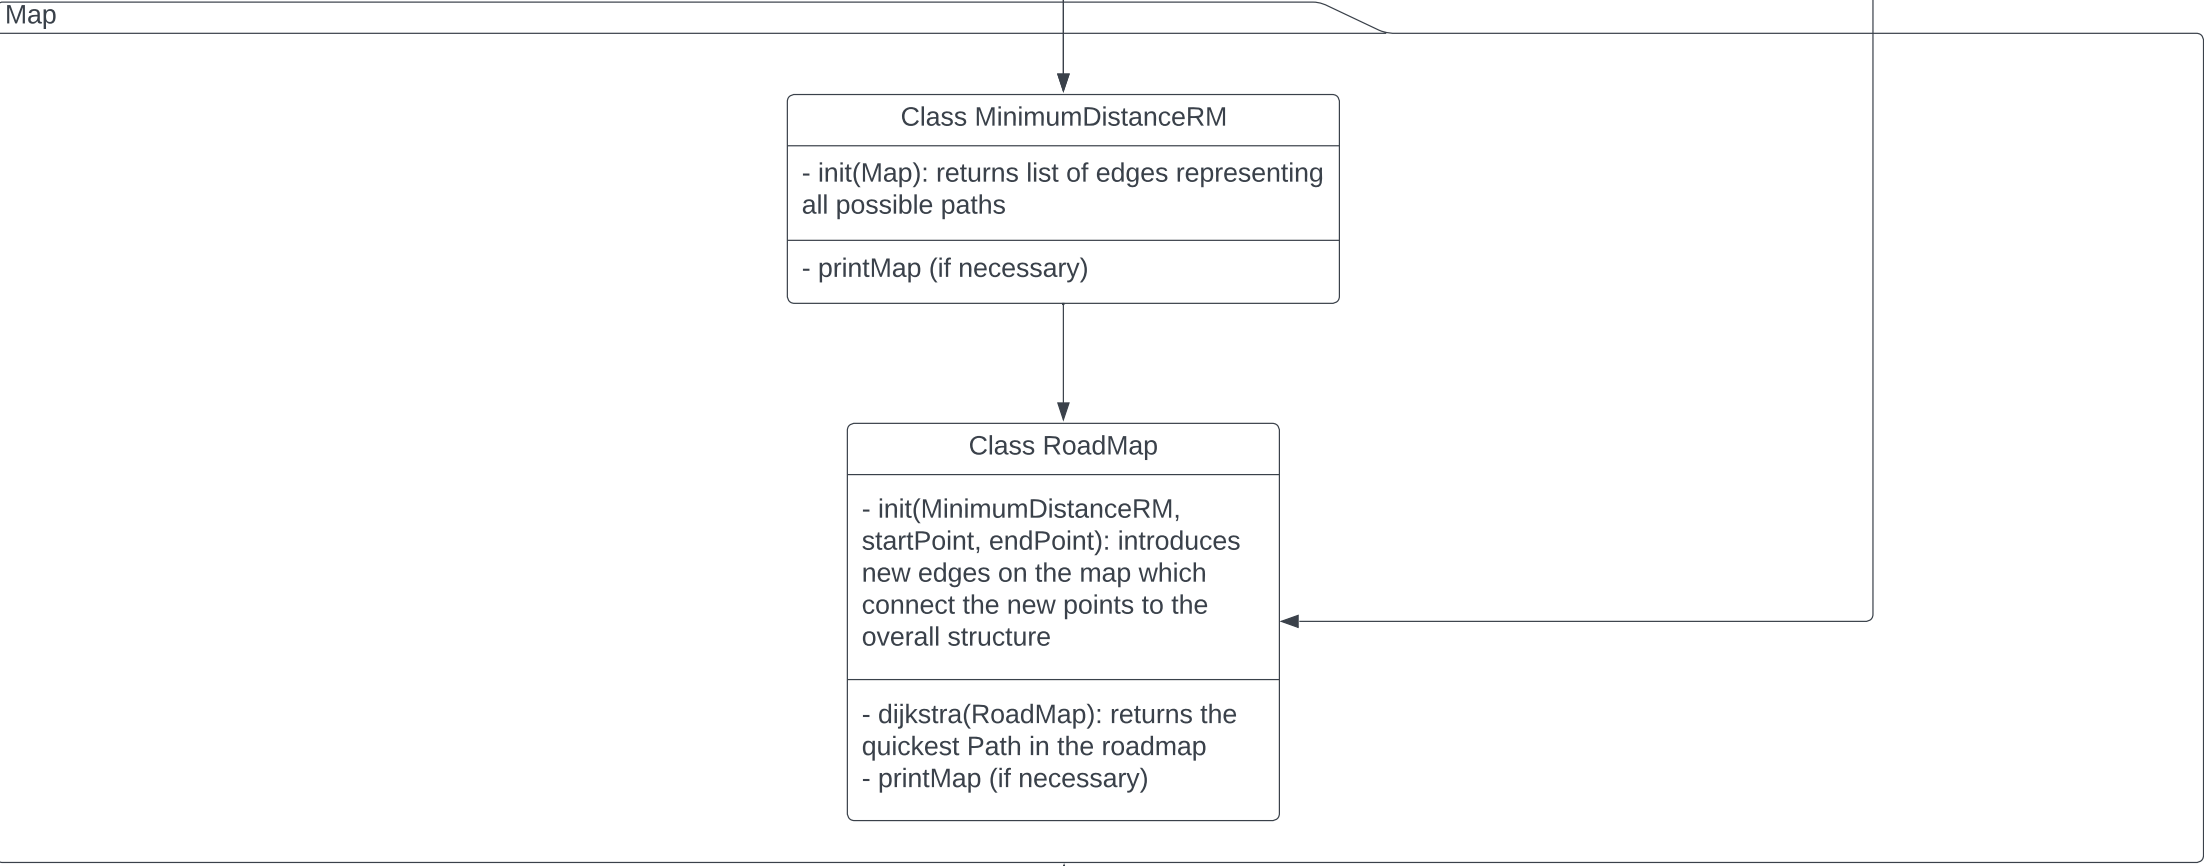 Map
Class MinimumDistanceRM
- init(Map): returns list of edges representing
all possible paths
- printMap (if necessary)
Class RoadMap
- init(MinimumDistanceRM,
startPoint, endPoint): introduces
new edges on the map which
connect the new points to the
overall structure
- dijkstra(RoadMap): returns the
quickest Path in the roadmap
- printMap (if necessary)